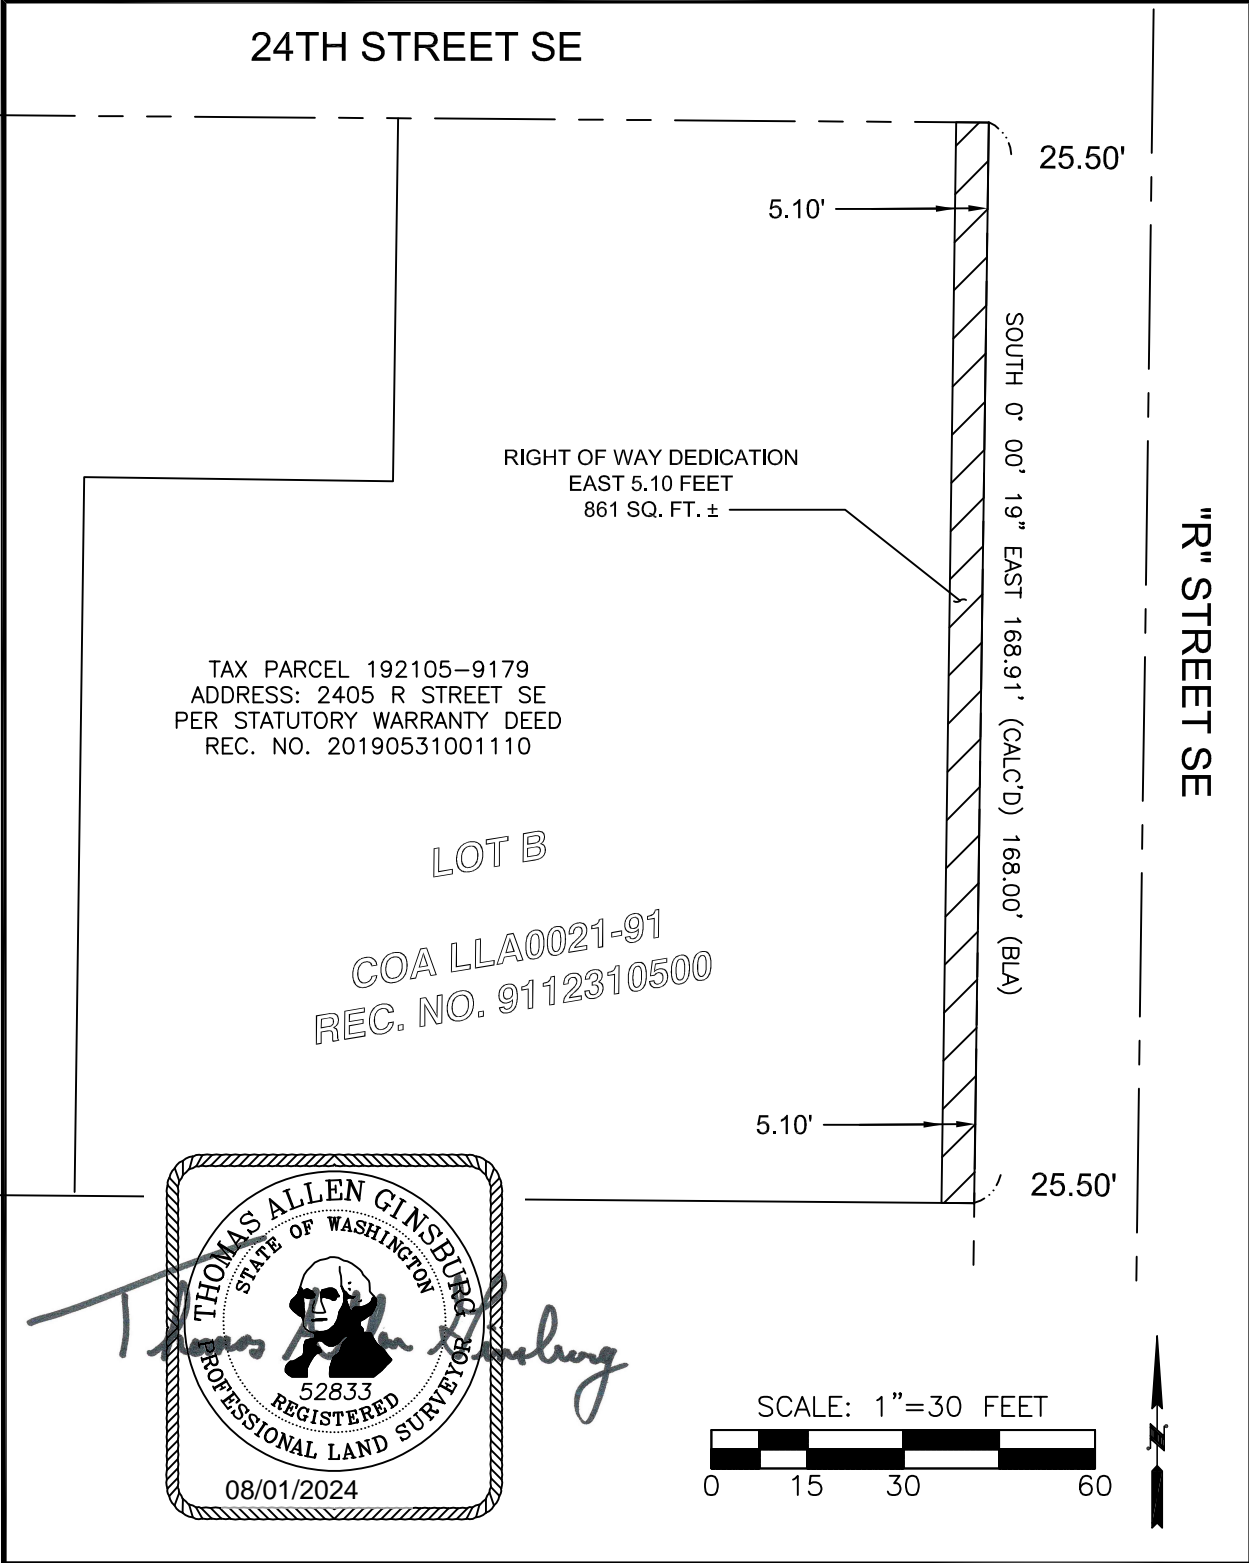 24TH STREET SE
25.50'
5.10'
SOUTH 0° 00' 19" EAST 168.91' (CALC'D) 168.00' (BLA)
"R" STREET SE
RIGHT OF WAY DEDICATION
EAST 5.10 FEET
861 SQ. FT. ±
TAX PARCEL 192105-9179
ADDRESS: 2405 R STREET SE
PER STATUTORY WARRANTY DEED
REC. NO. 20190531001110
LOT B
COA LLA0021-91
REC. NO. 9112310500
5.10'
25.50'
THOMAS ALLEN GINSBURG
STATE OF WASHINGTON
52833
REGISTERED
PROFESSIONAL LAND SURVEYOR
Thomas Allen Ginsburg
08/01/2024
SCALE: 1"=30 FEET
0 15 30 60
N